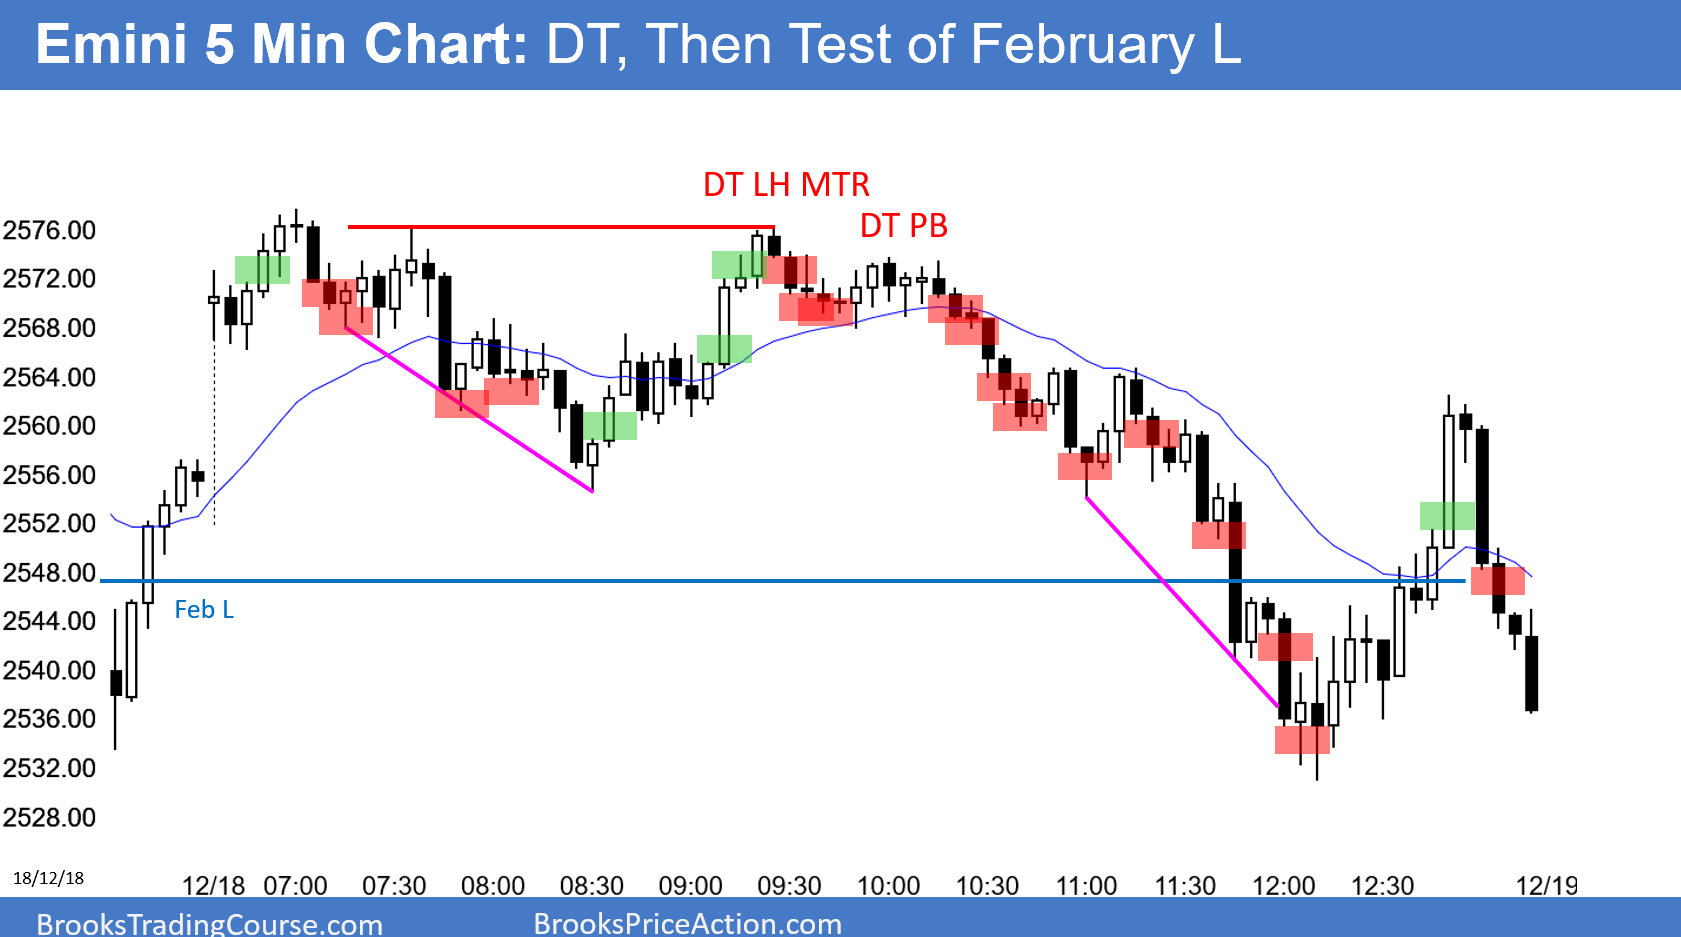 Emini 5 Min Chart: DT, Then Test of February L
DT LH MTR
DT PB
2576.00
2572.00
2568.00
2564.00
2560.00
2556.00
2552.00
2548.00
Feb L
2544.00
2540.00
2536.00
2532.00
2528.00
18/12/18
12/18 07:00 07:30 08:00 08:30 09:00 09:30 10:00 10:30 11:00 11:30 12:00 12:30 12/19
BrooksTradingCourse.com BrooksPriceAction.com